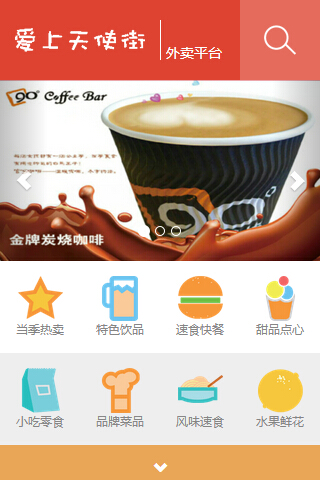 爱上天使街
外卖平台
90° Coffee Bar
金牌炭烧咖啡
当季热卖
特色饮品
速食快餐
甜品点心
小吃零食
品牌菜品
风味速食
水果鲜花